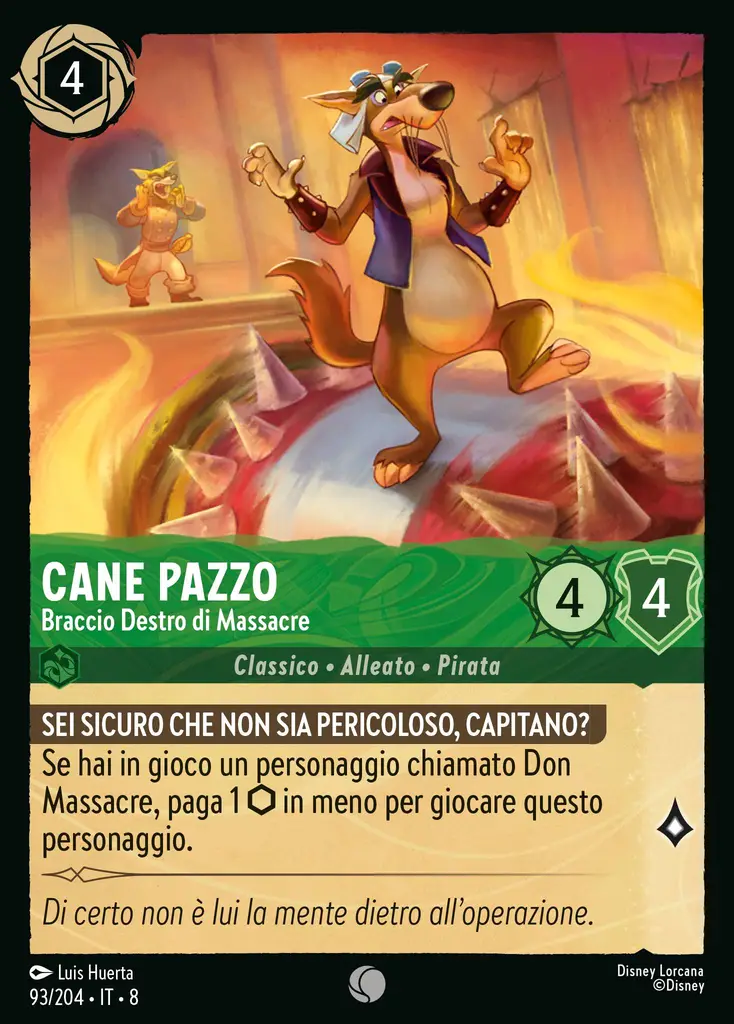 4
CANE PAZZO
Braccio Destro di Massacre
4
4
Classico • Alleato • Pirata
SEI SICURO CHE NON SIA PERICOLOSO, CAPITANO?
Se hai in gioco un personaggio chiamato Don
Massacre, paga 1 in meno per giocare questo
personaggio.
Di certo non è lui la mente dietro all'operazione.
Luis Huerta
93/204 • IT • 8
Disney Lorcana
©Disney